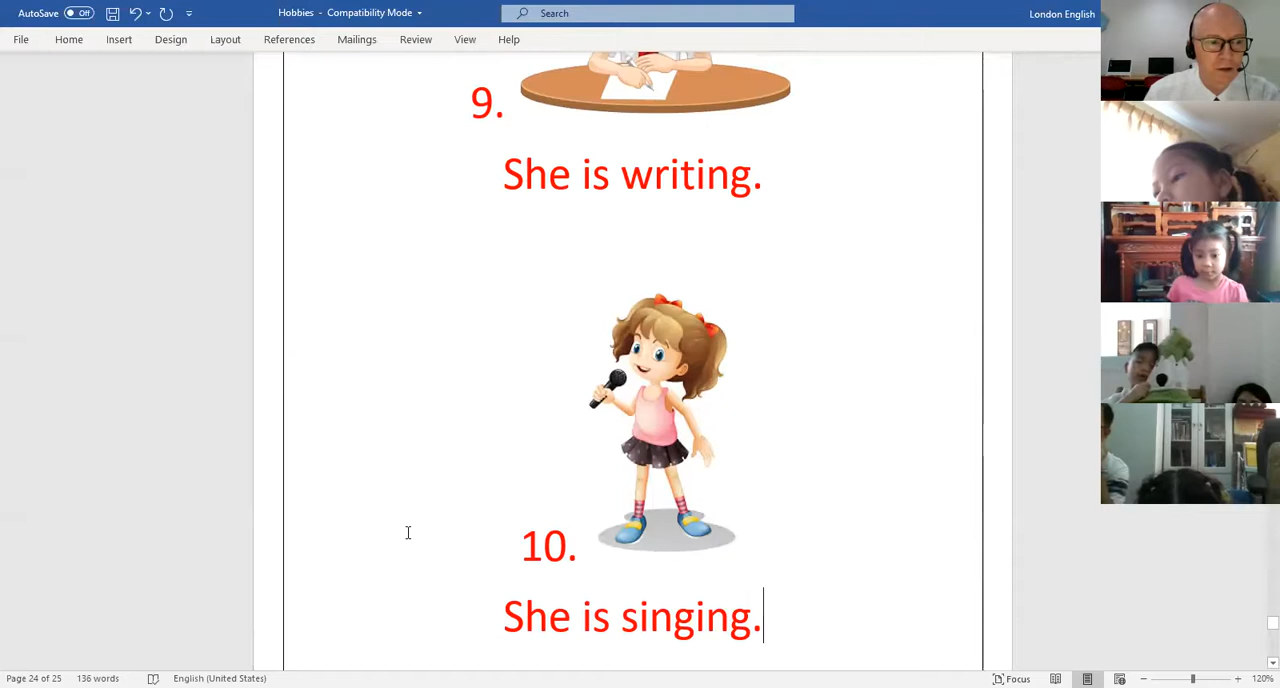 AutoSave Off Hobbies - Compatibility Mode Search London English
File Home Insert Design Layout References Mailings Review View Help
9.
She is writing.
10.
She is singing.
Page 24 of 25 136 words English (United States) Focus 120%